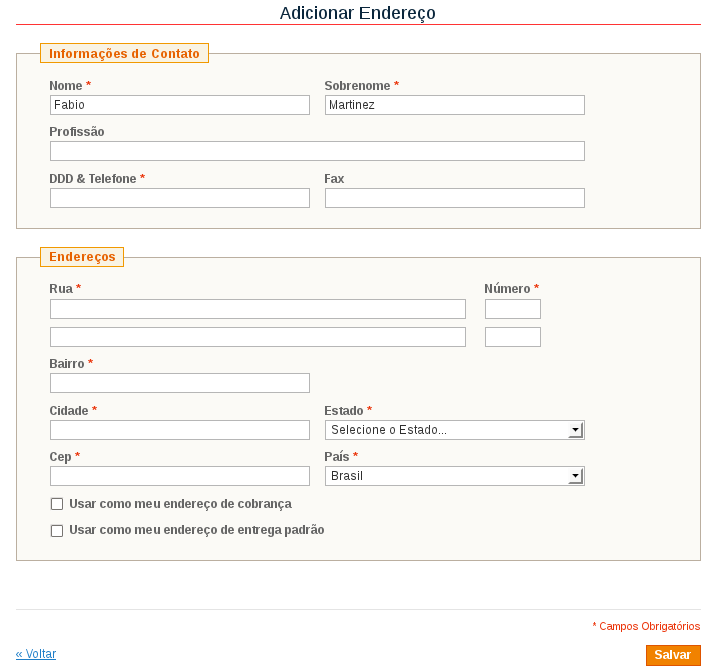 Adicionar Endereço
Informações de Contato
Nome * Sobrenome *
Fabio Martinez
Profissão
DDD & Telefone * Fax
Endereços
Rua * Número *
Bairro *
Cidade * Estado *
Selecione o Estado...
Cep * País *
Brasil
Usar como meu endereço de cobrança
Usar como meu endereço de entrega padrão
* Campos Obrigatórios
« Voltar Salvar